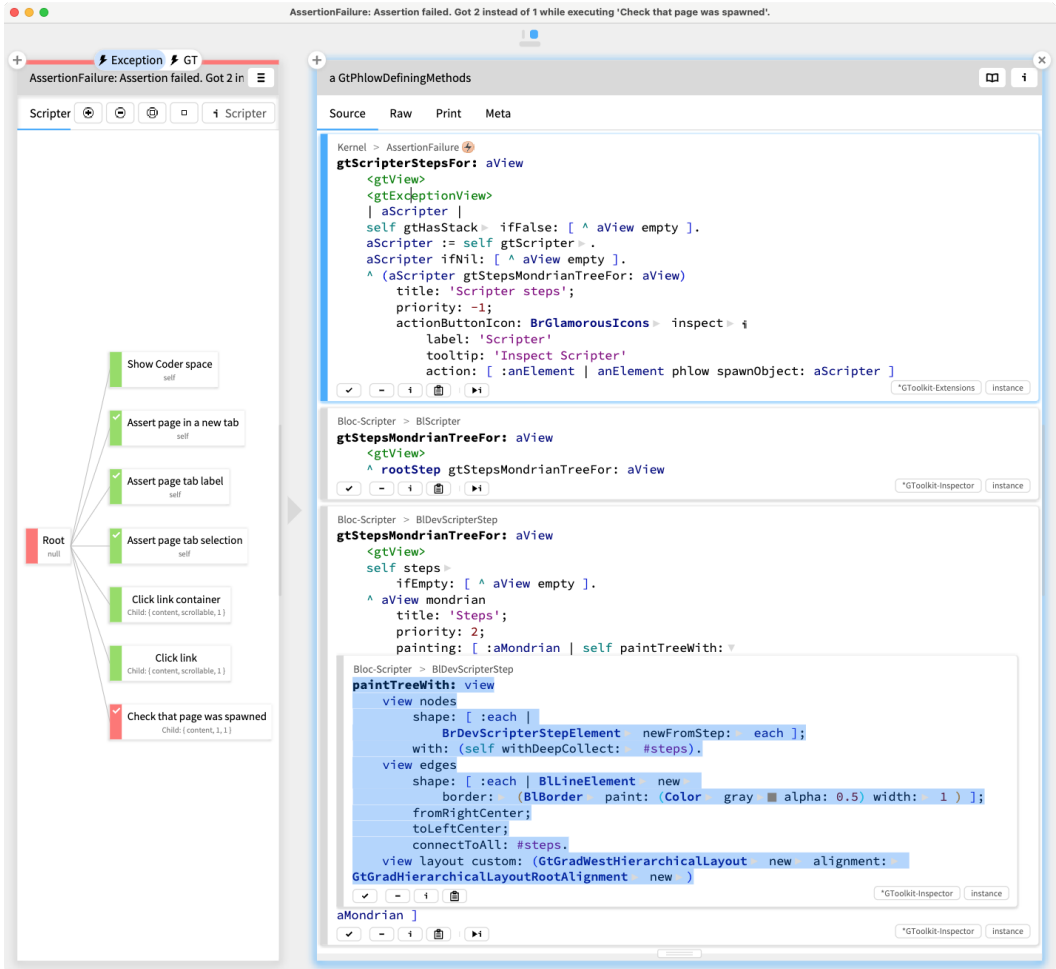 AssertionFailure: Assertion failed. Got 2 instead of 1 while executing 'Check that page was spawned'.
Exception GT
AssertionFailure: Assertion failed. Got 2 in
Scripter
i Scripter
Show Coder space
self
Assert page in a new tab
self
Assert page tab label
self
Root
null
Assert page tab selection
self
Click link container
Child: { content, scrollable, 1 }
Click link
Child: { content, scrollable, 1 }
Check that page was spawned
Child: { content, 1, 1 }
a GtPhlowDefiningMethods
Source Raw Print Meta
Kernel > AssertionFailure
gtScripterStepsFor: aView
<gtView>
<gtExceptionView>
| aScripter |
self gtHasStack ifFalse: [ ^ aView empty ].
aScripter := self gtScripter .
aScripter ifNil: [ ^ aView empty ].
^ (aScripter gtStepsMondrianTreeFor: aView)
title: 'Scripter steps';
priority: -1;
actionButtonIcon: BrGlamorousIcons inspect i
label: 'Scripter'
tooltip: 'Inspect Scripter'
action: [ :anElement | anElement phlow spawnObject: aScripter ]
*GToolkit-Extensions instance
Bloc-Scripter > BlScripter
gtStepsMondrianTreeFor: aView
<gtView>
^ rootStep gtStepsMondrianTreeFor: aView
*GToolkit-Inspector instance
Bloc-Scripter > BlDevScripterStep
gtStepsMondrianTreeFor: aView
<gtView>
self steps
ifEmpty: [ ^ aView empty ].
^ aView mondrian
title: 'Steps';
priority: 2;
painting: [ :aMondrian | self paintTreeWith:
Bloc-Scripter > BlDevScripterStep
paintTreeWith: view
view nodes
shape: [ :each |
BrDevScripterStepElement newFromStep: each ];
with: (self withDeepCollect: #steps).
view edges
shape: [ :each | BlLineElement new
border: (BlBorder paint: (Color gray alpha: 0.5) width: 1 ) ];
fromRightCenter;
toLeftCenter;
connectToAll: #steps.
view layout custom: (GtGradWestHierarchicalLayout new alignment:
GtGradHierarchicalLayoutRootAlignment new )
*GToolkit-Inspector instance
aMondrian ]
*GToolkit-Inspector instance